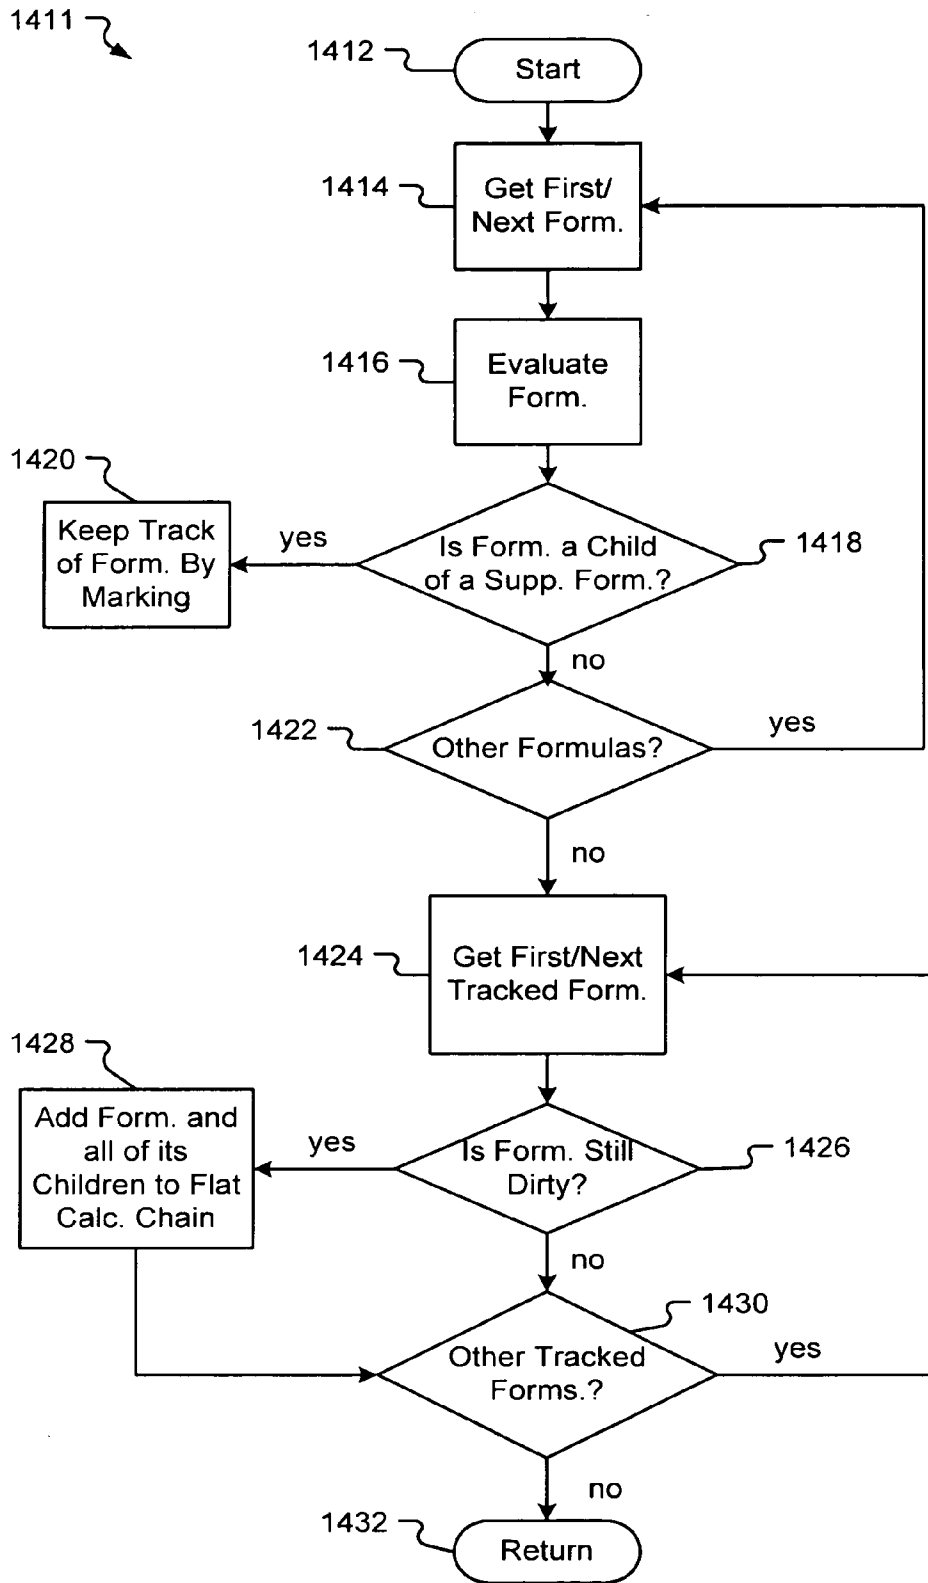 1411
1412
Start
1414
Get First/
Next Form.
1416
Evaluate
Form.
1420
Keep Track
of Form. By
Marking
yes
Is Form. a Child
of a Supp. Form.?
1418
no
1422
Other Formulas?
yes
no
1424
Get First/Next
Tracked Form.
1428
Add Form. and
all of its
Children to Flat
Calc. Chain
yes
Is Form. Still
Dirty?
1426
no
1430
Other Tracked
Forms.?
yes
no
1432
Return